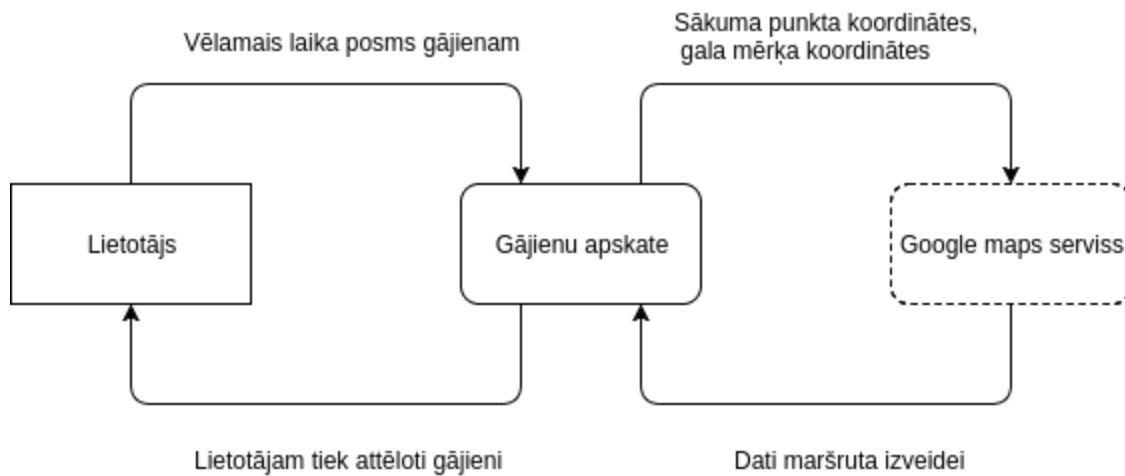 Vēlamais laika posms gājienam
Sākuma punkta koordinātes,
gala mērķa koordinātes
Lietotājs
Gājienu apskate
Google maps serviss
Lietotājam tiek attēloti gājieni
Dati maršruta izveidei